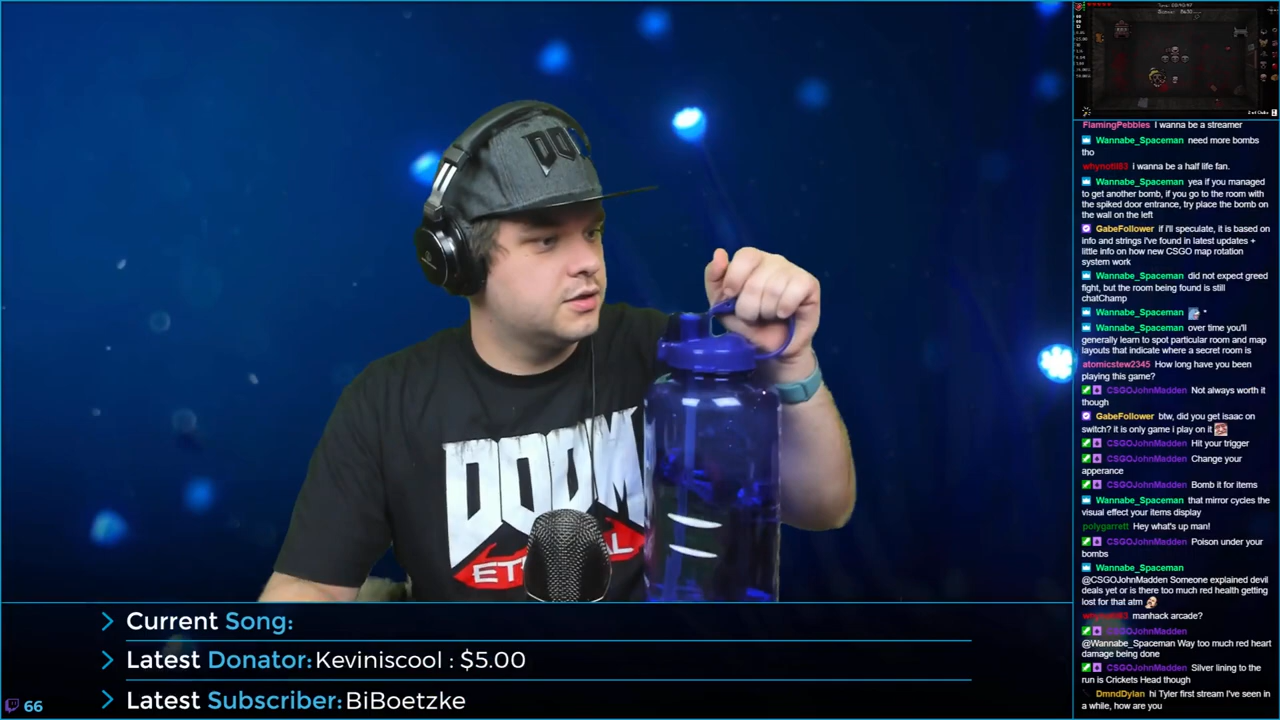 DOOM
DOOM
ETERNAL
FlamingPebbles I wanna be a streamer
Wannabe_Spaceman need more bombs
tho
whynott83 i wanna be a half life fan.
Wannabe_Spaceman yea if you managed
to get another bomb, if you go to the room with
the spiked door entrance, try place the bomb on
the wall on the left
GabeFollower if i'll speculate, it is based on
info and strings I've found in latest updates +
little info on how new CSGO map rotation
system work
Wannabe_Spaceman did not expect greed
fight, but the room being found is still
chatChamp
Wannabe_Spaceman *
Wannabe_Spaceman over time you'll
generally learn to spot particular room and map
layouts that indicate where a secret room is
atomicstew2345 How long have you been
playing this game?
CSGOJohnMadden Not always worth it
though
GabeFollower btw, did you get isaac on
switch? it is only game i play on it
CSGOJohnMadden Hit your trigger
CSGOJohnMadden Change your
apperance
CSGOJohnMadden Bomb it for items
Wannabe_Spaceman that mirror cycles the
visual effect your items display
polygarrett Hey what's up man!
CSGOJohnMadden Poison under your
bombs
Wannabe_Spaceman
@CSGOJohnMadden Someone explained devil
deals yet or is there too much red health getting
lost for that atm
manhack arcade?
CSGOJohnMadden
@Wannabe_Spaceman Way too much red heart
damage being done
CSGOJohnMadden Silver lining to the
run is Crickets Head though
DmndDylan hi Tyler first stream I've seen in
a while, how are you
Current Song:
Latest Donator: Keviniscool : $5.00
Latest Subscriber: BiBoetzke
66